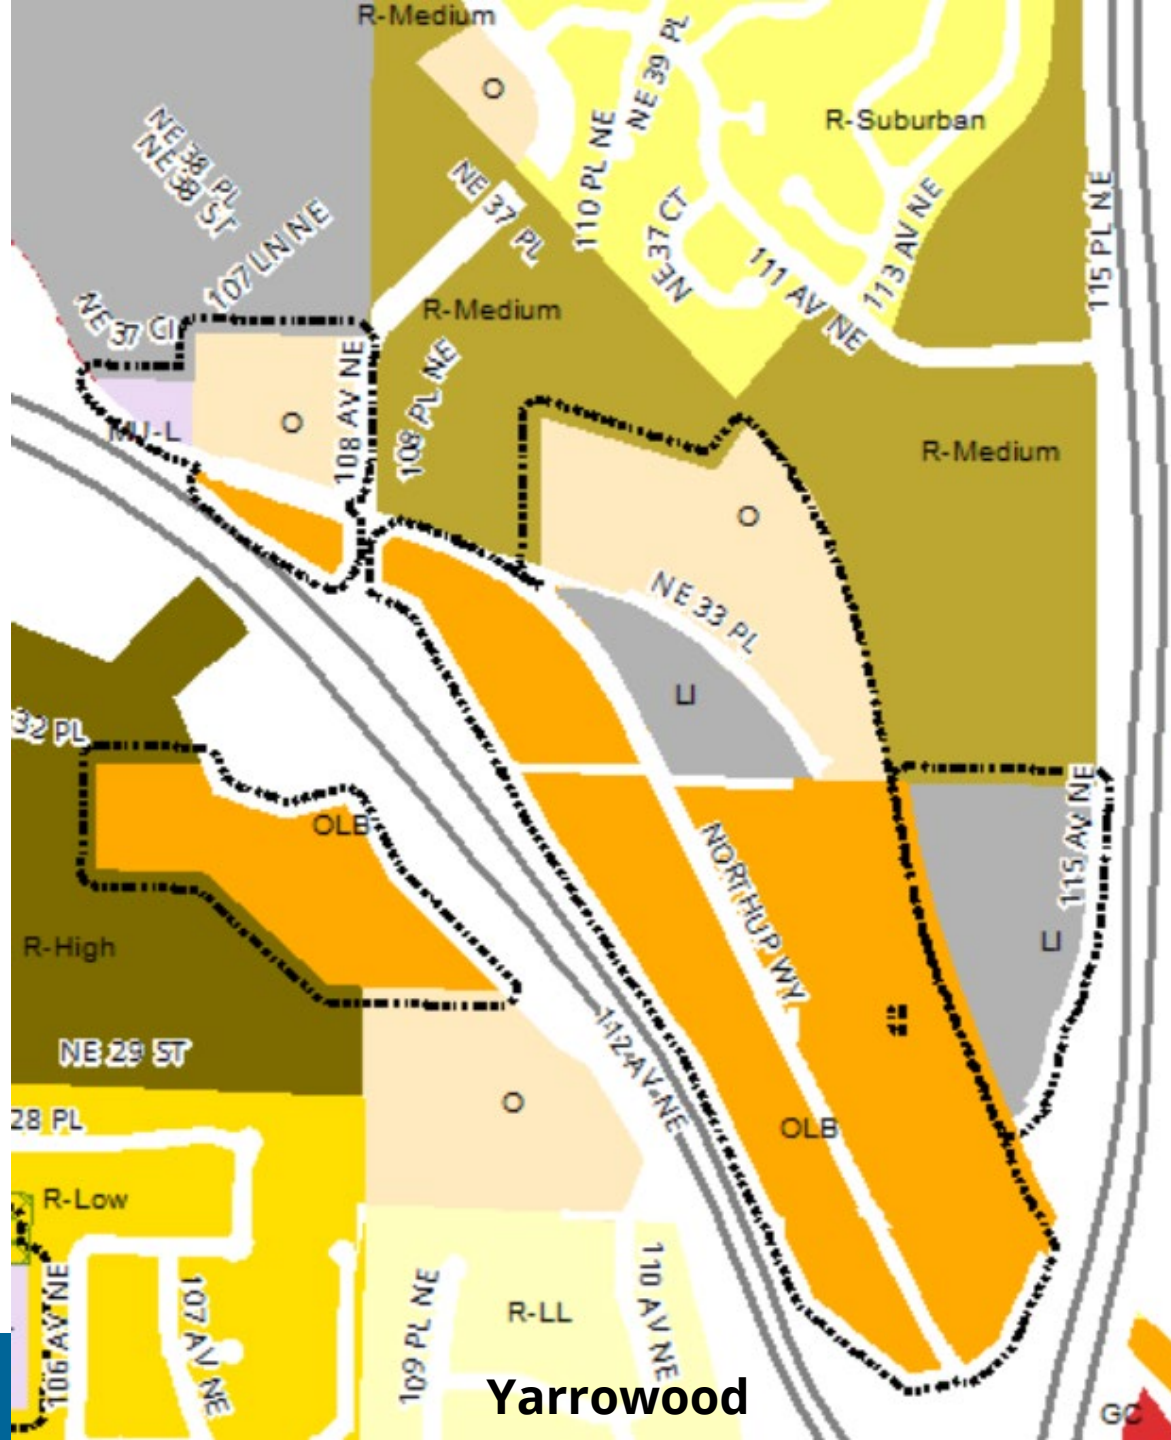 R-Medium
O
NE 39 PL
R-Suburban
NE 38 PL
NE 38 ST
110 PL NE
NE 37 PL
115 PL NE
107 LN NE
NE 37 CT
113 AV NE
111 AV NE
NE 37 CI
R-Medium
108 AV NE
108 PL NE
O
MU-L
R-Medium
O
NE 33 PL
LI
32 PL
OLB
115 AV NE
NORTHUP WY
R-High
LI
112 AV NE
NE 29 ST
O
28 PL
OLB
R-Low
106 AV NE
107 AV NE
109 PL NE
R-LL
110 AV NE
Yarrowood
GC